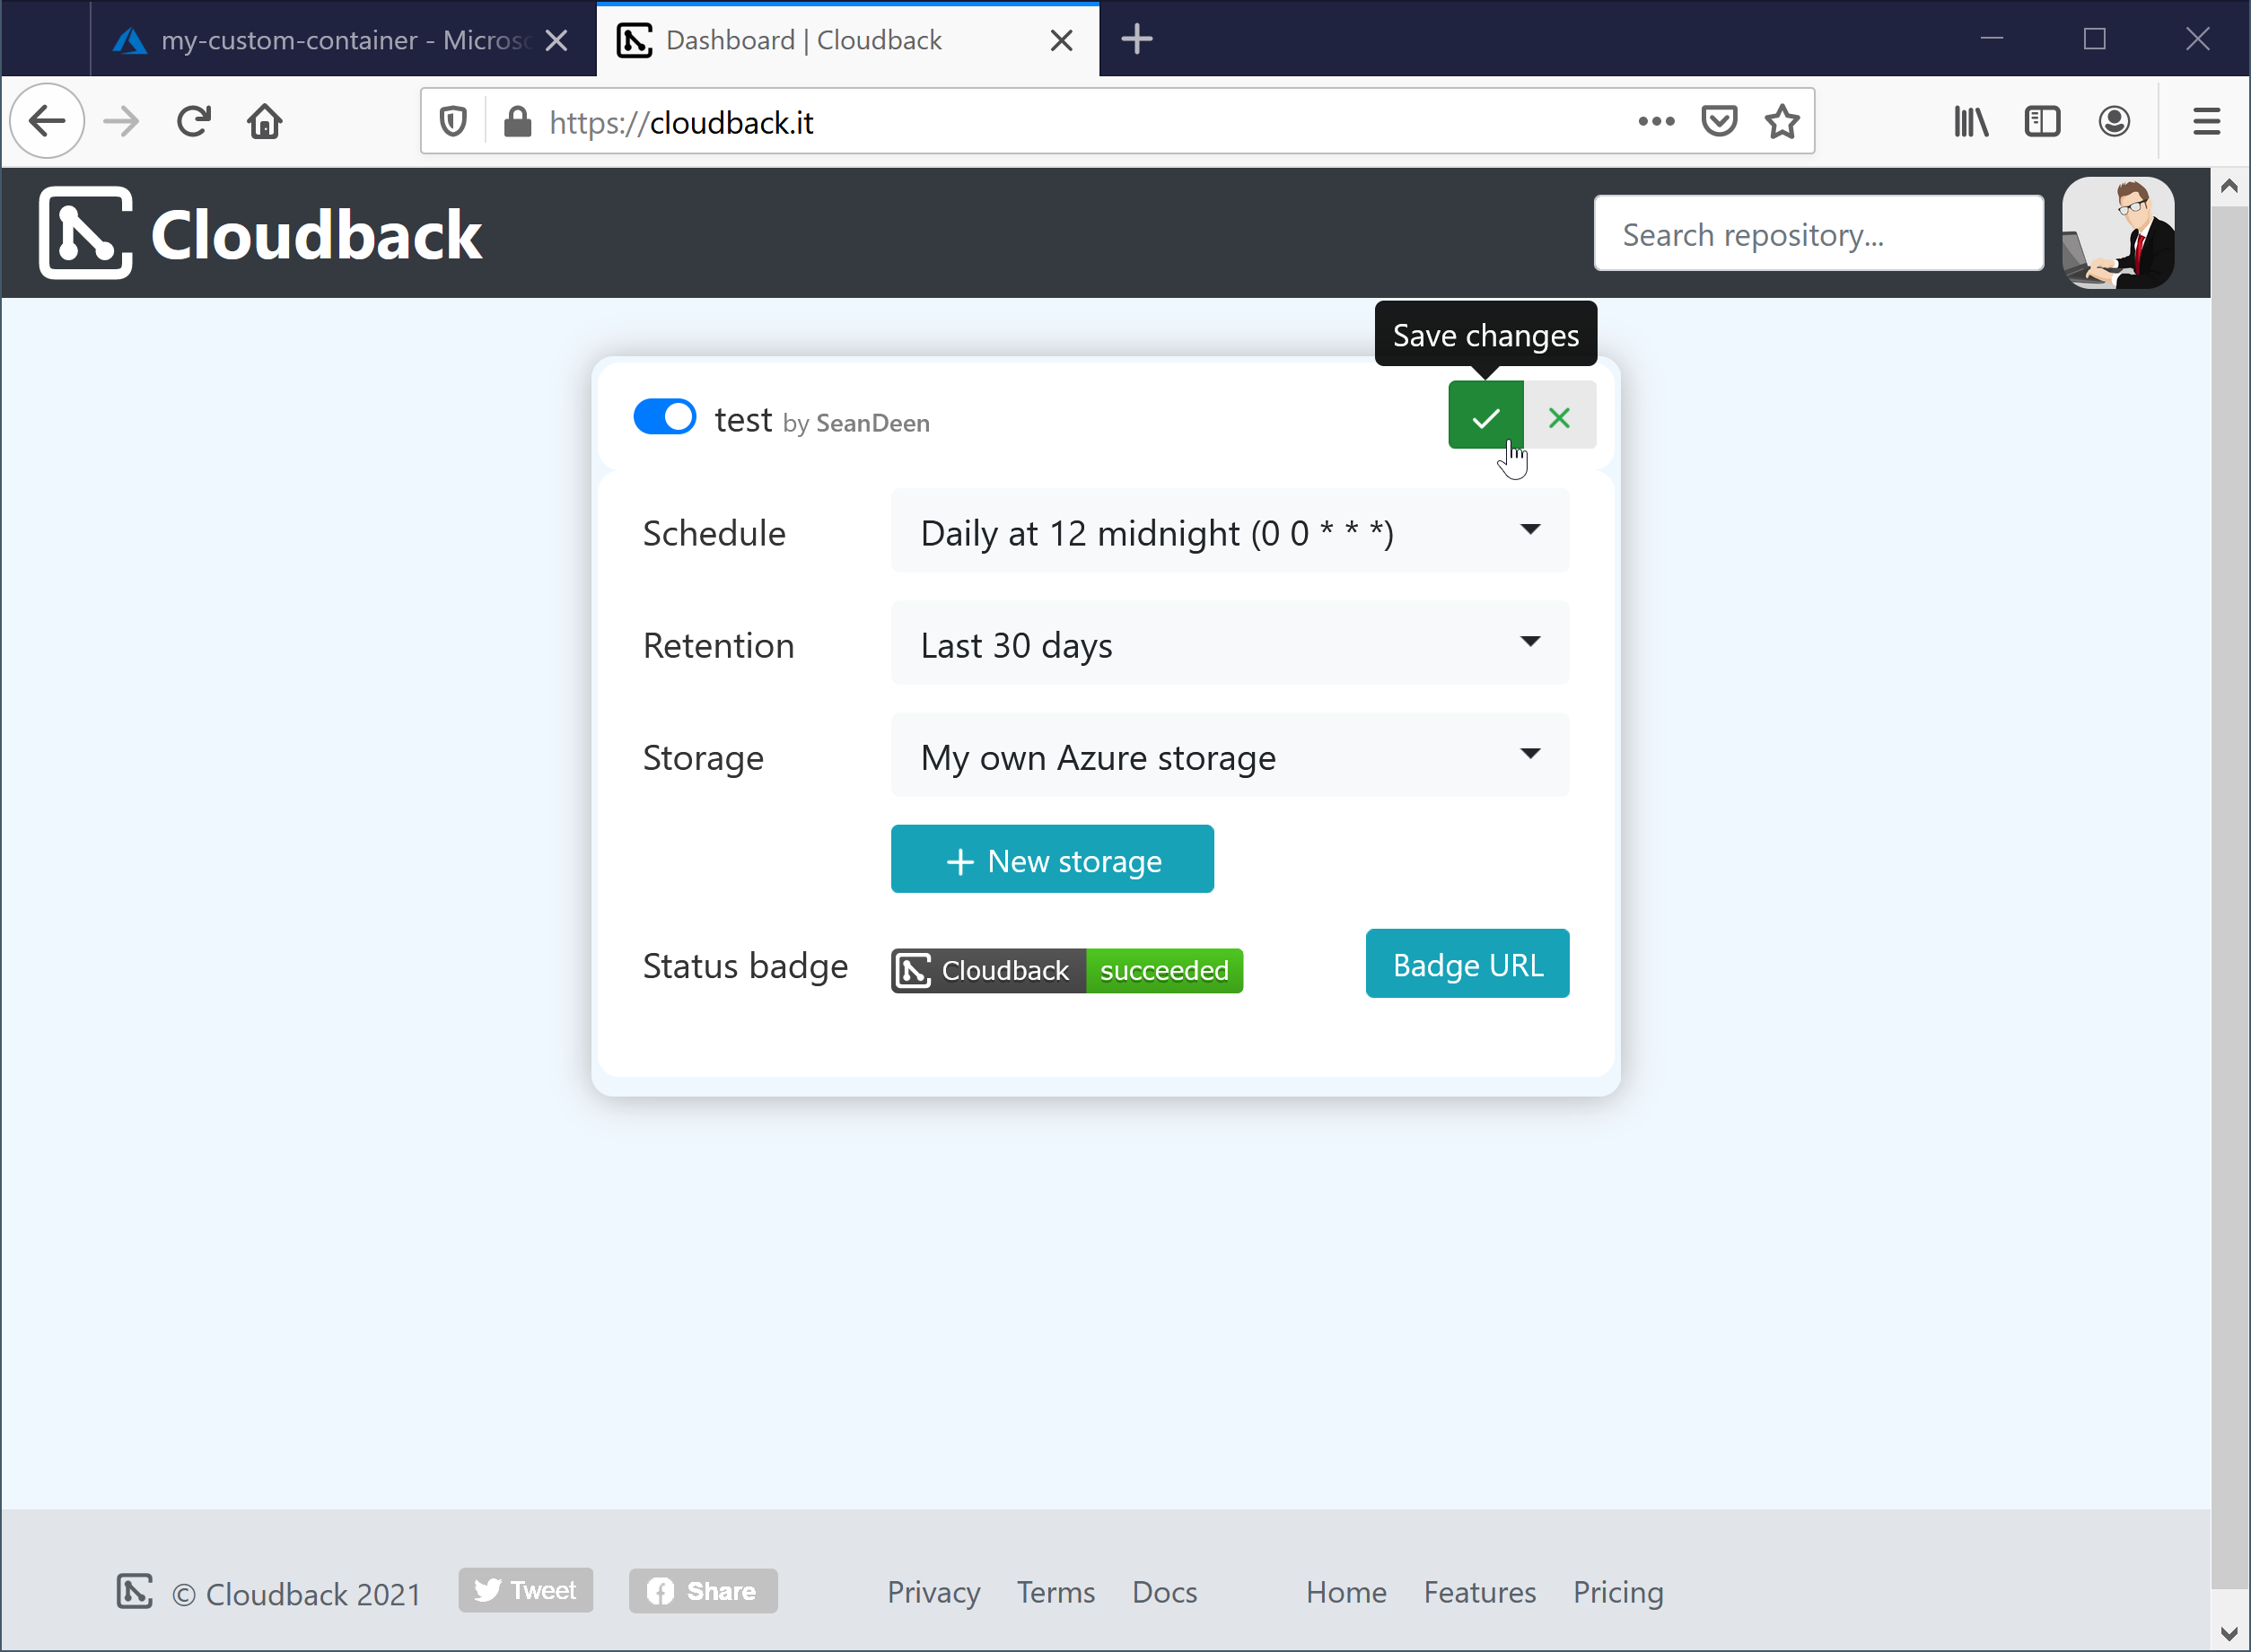 my-custom-container - Microso
Dashboard | Cloudback
https://cloudback.it
Cloudback
Search repository...
Save changes
test by SeanDeen
Schedule
Daily at 12 midnight (0 0 * * *)
Retention
Last 30 days
Storage
My own Azure storage
+ New storage
Status badge
Cloudback succeeded
Badge URL
© Cloudback 2021
Tweet
Share
Privacy
Terms
Docs
Home
Features
Pricing